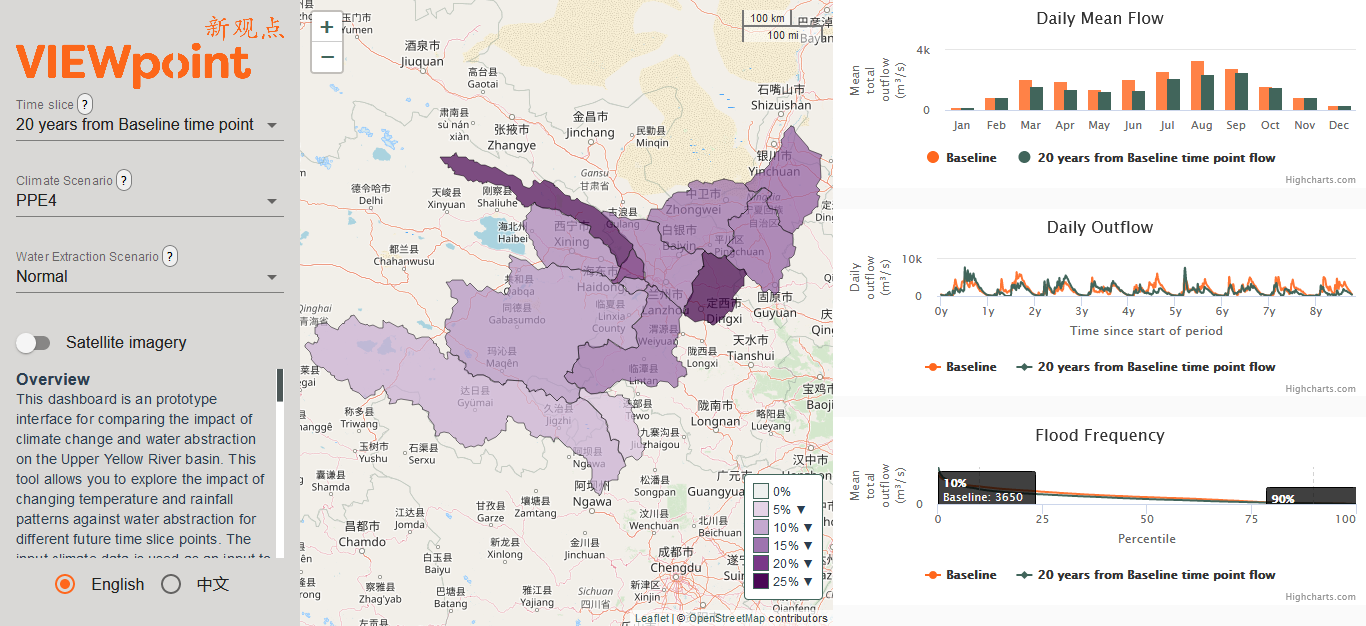 新观点
VIEWpoint
Time slice ?
20 years from Baseline time point
Climate Scenario ?
PPE4
Water Extraction Scenario ?
Normal
Satellite imagery
Overview
This dashboard is an prototype
interface for comparing the impact of
climate change and water abstraction
on the Upper Yellow River basin. This
tool allows you to explore the impact of
changing temperature and rainfall
patterns against water abstraction for
different future time slice points. The
input climate data is used as an input to
English
中文
+
−
100 km
100 mi
玉门市
Yumen
酒泉市
Jiuquan
高台县
Gaotai
石嘴山市
Shizuishan
肃南县
sù nán
xiàn
张掖市
Zhangye
金昌市
Jinchang
民勤县
Minqin
银川市
Yinchuan
Gansu
甘肃省
德令哈市
Delhi
天峻县
Xinyuan
刚察县
Shaliuhe
中卫市
Zhongwei
古浪县
Gulang
海北州
Haibei
西宁市
Xining
白银市
Baiyin
平川区
Pingchuan
自治区
都兰县
Chahanwusu
海东市
Haidong
共和县
Qabqa
同德县
Gabasumdo
临夏县
Linxia
County
兰州市
Lanzhou
定西市
Dingxi
固原市
Guyuan
Qinghai
青海省
渭源县
Weiyuan
天水市
Tianshui
陇西县
Longxi
玛沁县
Maqên
临潭县
Lintan
达日县
Gyümai
久治县
Jigzhi
称多县
Triwang
迭部县
Tewo
陇南市
Longnan
略阳县
Lueyang
宝鸡市
Baoji
九寨沟县
Jiuzhaigou
玉树市
Yushu
石渠县
Serxu
阿坝县
Ngawa
汉中市
囊谦县
Shamda
阿坝州
Ngawa
松潘县
Songpan
广元市
Guangyua
江达县
Jomda
甘孜县
Garze
壤塘县
Zamtang
汶川县
Wenchuan
北川县
Beichuan
昌都市
Chamdo
白玉县
Baiyu
新龙县
Xinlong
金川县
Jinchuan
成都市
Chengdu
察雅县
Zhag'yab
巴塘县
Batang
雅江县
Yajiang
Sichuan
四川省
新津区
Xinjin
左贡县
0%
5% ▼
10% ▼
15% ▼
20% ▼
25% ▼
Leaflet | © OpenStreetMap contributors
Daily Mean Flow
4k
0
Mean
total
outflow
(m³/s)
Jan Feb Mar Apr May Jun Jul Aug Sep Oct Nov Dec
Baseline 20 years from Baseline time point flow
Highcharts.com
Daily Outflow
10k
0
Daily
outflow
(m³/s)
0y 1y 2y 3y 4y 5y 6y 7y 8y
Time since start of period
Baseline 20 years from Baseline time point flow
Highcharts.com
Flood Frequency
Mean
total
outflow
(m³/s)
0
10%
Baseline: 3650
90%
0 25 50 75 100
Percentile
Baseline 20 years from Baseline time point flow
Highcharts.com